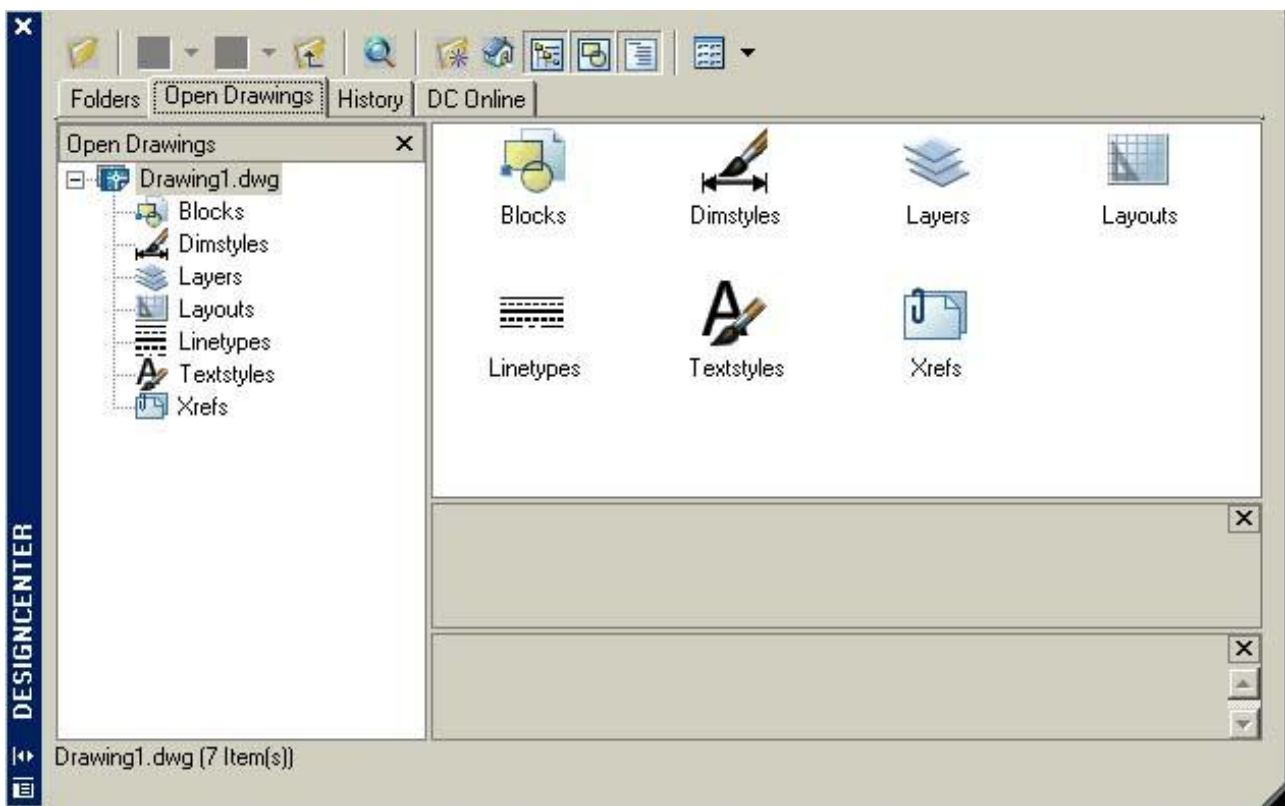 Folders Open Drawings History DC Online
Open Drawings
Drawing1.dwg
Blocks
Dimstyles
Layers
Layouts
Linetypes
Textstyles
Xrefs
Blocks Dimstyles Layers Layouts
Linetypes Textstyles Xrefs
DESIGNCENTER
Drawing1.dwg (7 Item(s))